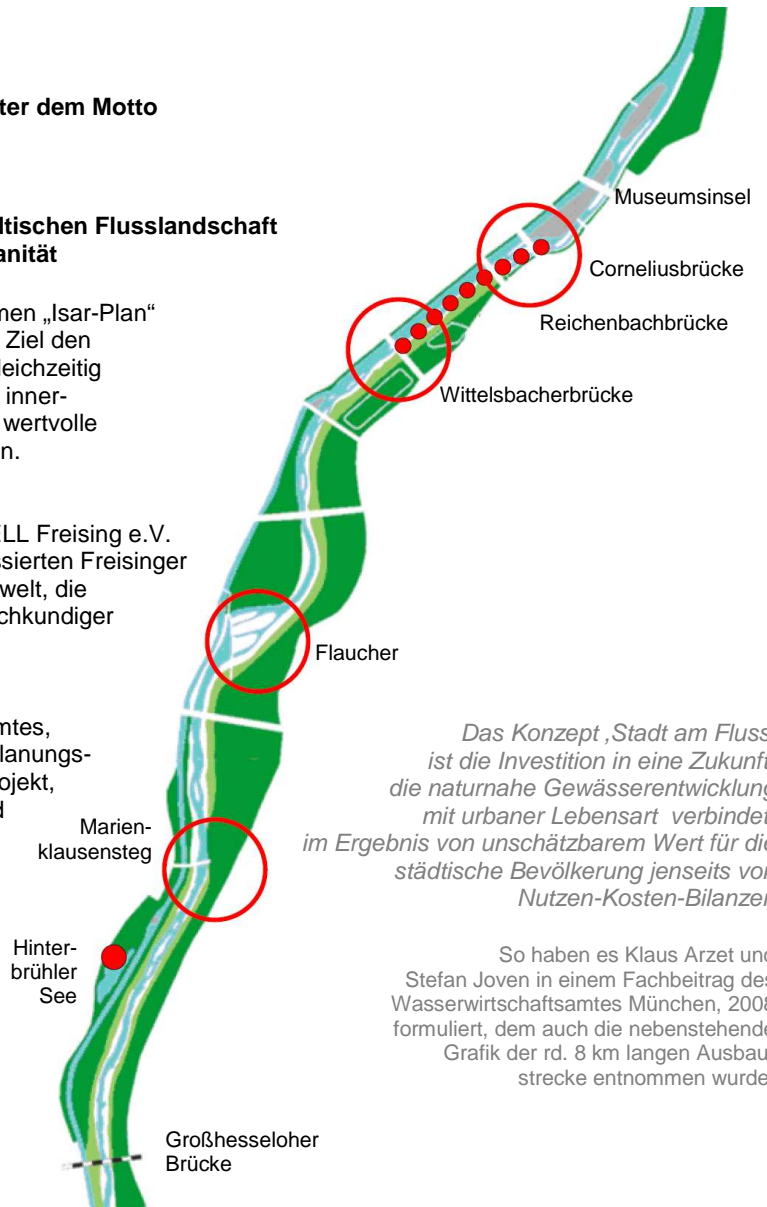 ter dem Motto
ltischen Flusslandschaft
anität
men „Isar-Plan“
Ziel den
leichzeitig
inner-
wertvolle
n.
ELL Freising e.V.
ssierten Freisinger
welt, die
chkundiger
mtes,
lanungs-
ojekt,
d
Museumsinsel
Corneliusbrücke
Reichenbachbrücke
Wittelsbacherbrücke
Flaucher
Marien-
klausensteg
Hinter-
brühler
See
Großhesseloher
Brücke
Das Konzept ‚Stadt am Fluss
ist die Investition in eine Zukunft
die naturnahe Gewässerentwicklung
mit urbaner Lebensart verbindet
im Ergebnis von unschätzbarem Wert für die
städtische Bevölkerung jenseits vor
Nutzen-Kosten-Bilanzer
So haben es Klaus Arzet und
Stefan Joven in einem Fachbeitrag des
Wasserwirtschaftsamtes München, 2008
formuliert, dem auch die nebenstehende
Grafik der rd. 8 km langen Ausbau
strecke entnommen wurde